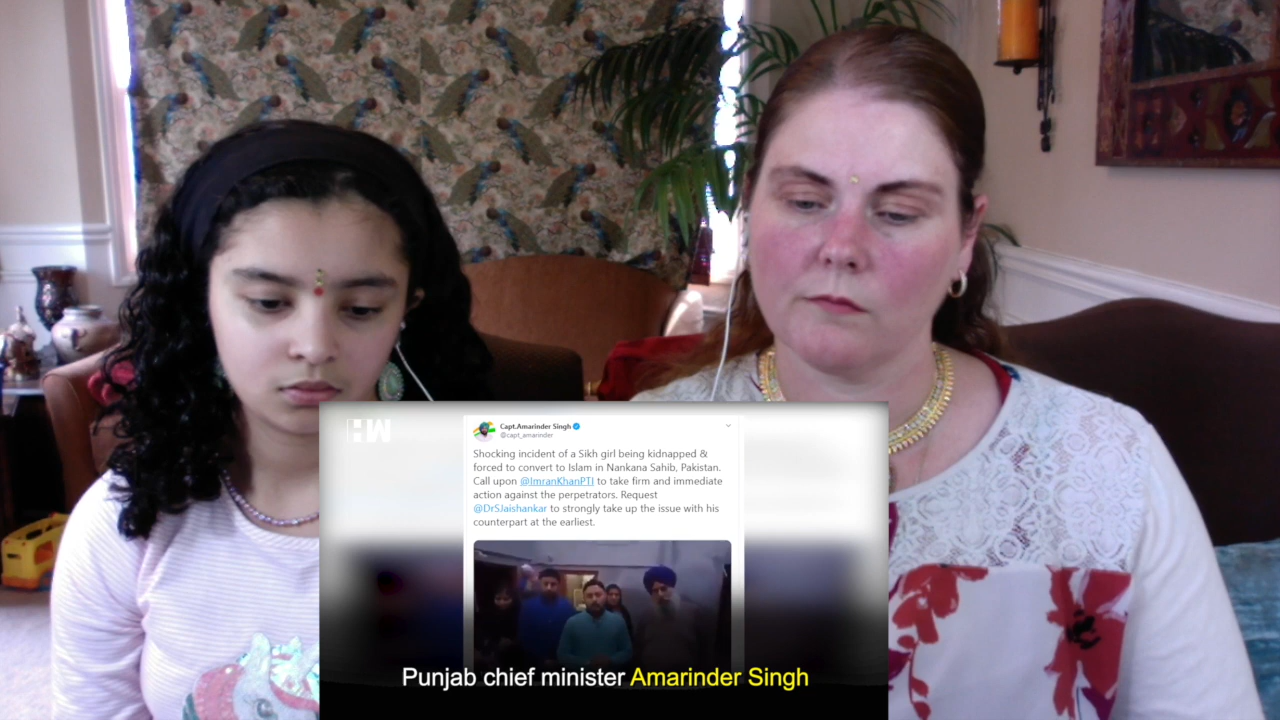 HW
Capt.Amarinder Singh
@capt_amarinder
Shocking incident of a Sikh girl being kidnapped &
forced to convert to Islam in Nankana Sahib, Pakistan.
Call upon @ImranKhanPTI to take firm and immediate
action against the perpetrators. Request
@DrSJaishankar to strongly take up the issue with his
counterpart at the earliest.
Punjab chief minister Amarinder Singh